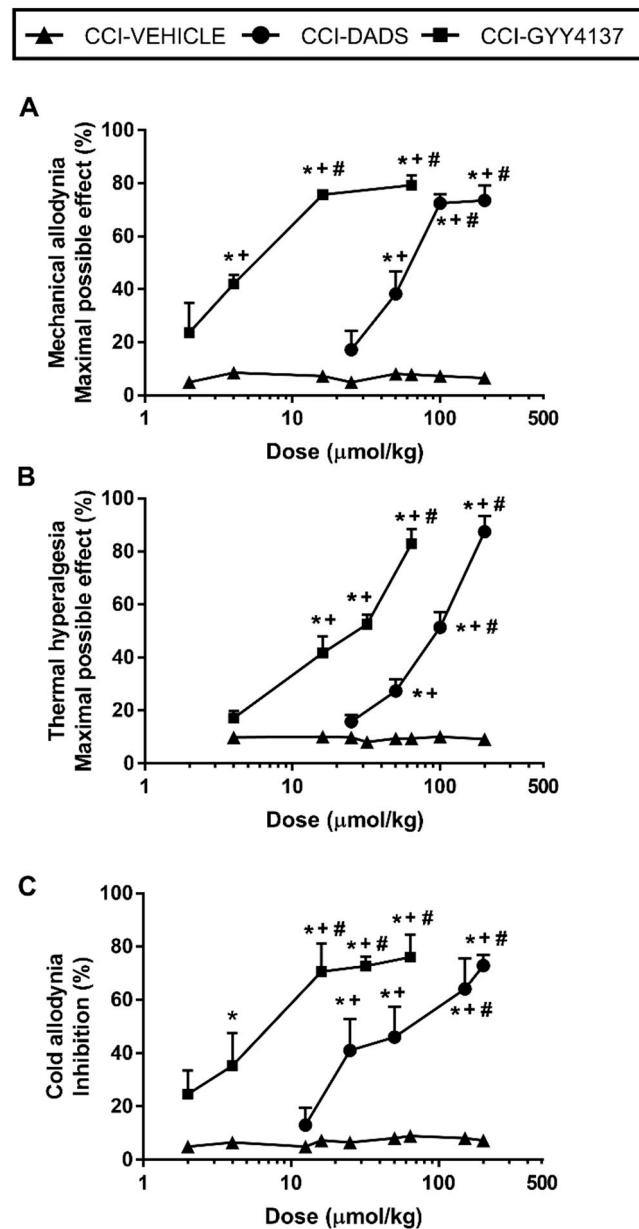 CCI-VEHICLE CCI-DADS CCI-GYY4137
A
Mechanical allodynia
Maximal possible effect (%)
100
80
60
40
20
0
* + #
* + #
* + #
* +
* +
* + #
1 10 100 500
Dose (μmol/kg)
B
Thermal hyperalgesia
Maximal possible effect (%)
100
80
60
40
20
0
* + #
* + #
* +
* +
* + #
* +
1 10 100 500
Dose (μmol/kg)
C
Cold allodynia
Inhibition (%)
100
80
60
40
20
0
* + #
* + #
* + #
* + #
*
* +
* +
* + #
1 10 100 500
Dose (μmol/kg)